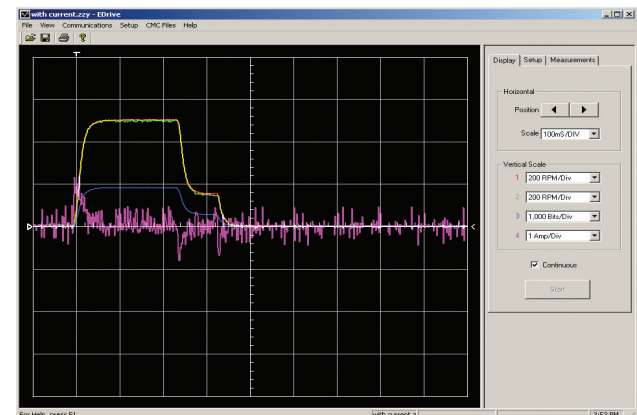 with current.zzy - EDrive
File View Communications Setup CMC Files Help
T
Display Setup Measurements
Horizontal
Position
Scale 100mS/DIV
Vertical Scale
1 200 RPM/Div
2 200 RPM/Div
3 1,000 Bits/Div
4 1 Amp/Div
Continuous
Start
For Help, press F1
with current.z
3:53 PM